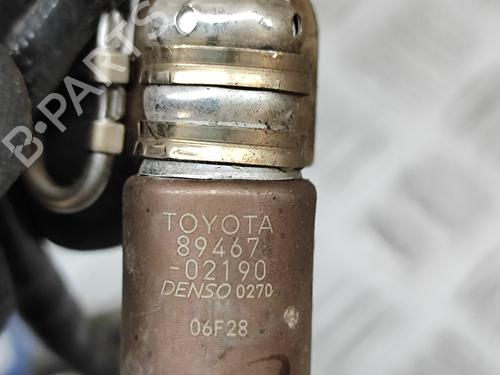 B-PARTS
TOYOTA
89467
-02190
DENSO 0270
06F28